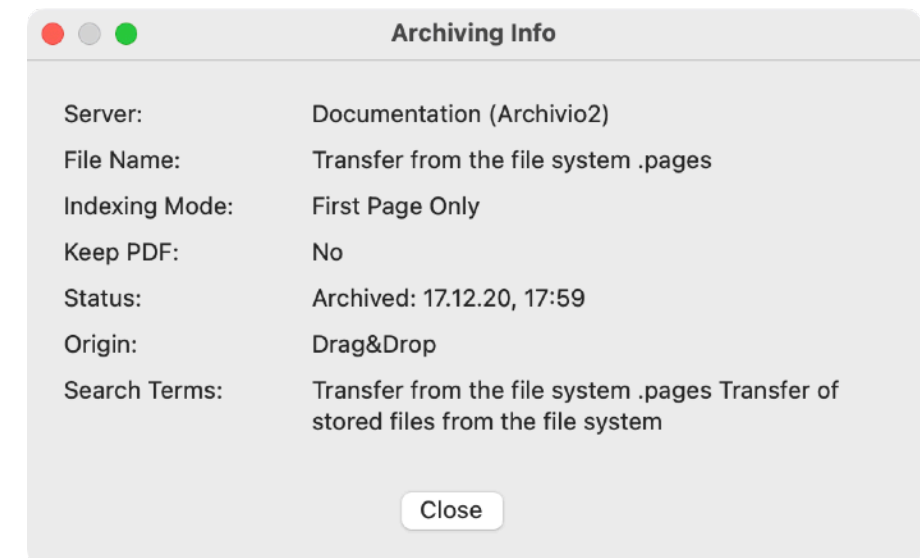 Archiving Info
Server: Documentation (Archivio2)
File Name: Transfer from the file system .pages
Indexing Mode: First Page Only
Keep PDF: No
Status: Archived: 17.12.20, 17:59
Origin: Drag&Drop
Search Terms: Transfer from the file system .pages Transfer of
stored files from the file system
Close